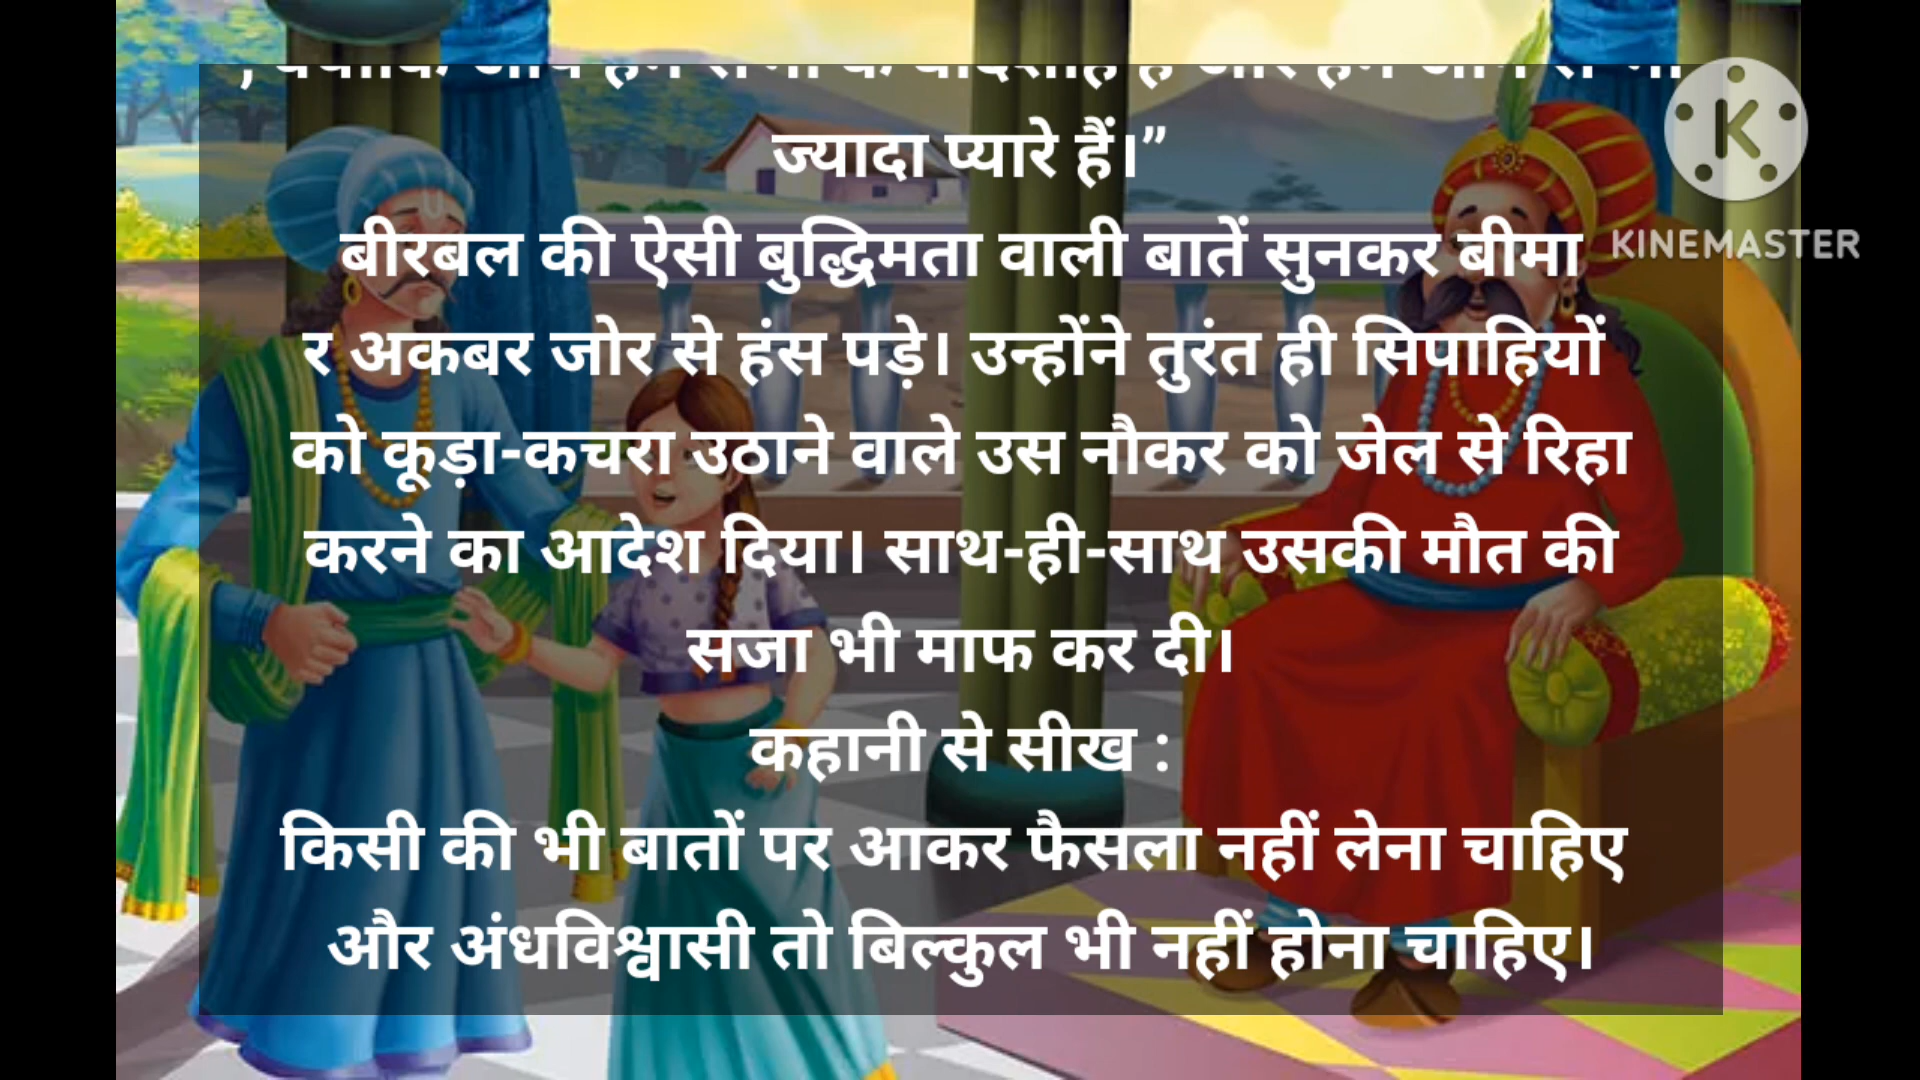 ज्यादा प्यारे हैं।”
बीरबल की ऐसी बुद्धिमता वाली बातें सुनकर बीमा
र अकबर जोर से हंस पड़े। उन्होंने तुरंत ही सिपाहियों
को कूड़ा-कचरा उठाने वाले उस नौकर को जेल से रिहा
करने का आदेश दिया। साथ-ही-साथ उसकी मौत की
सजा भी माफ कर दी।
कहानी से सीख :
किसी की भी बातों पर आकर फैसला नहीं लेना चाहिए
और अंधविश्वासी तो बिल्कुल भी नहीं होना चाहिए।
K
KINEMASTER